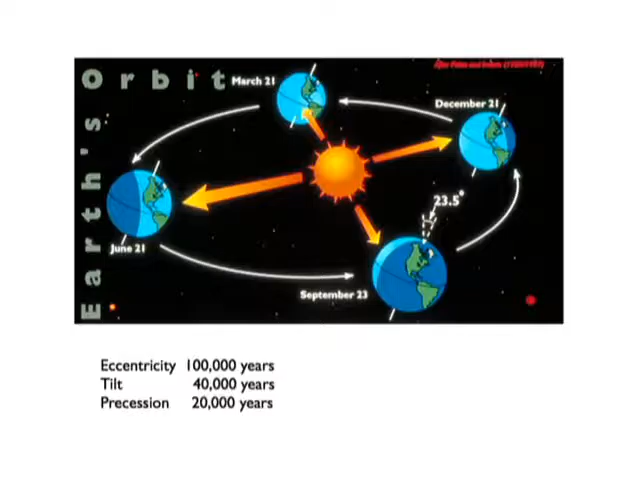 Earth's Orbit
March 21
December 21
23.5°
June 21
September 23
Eccentricity 100,000 years
Tilt 40,000 years
Precession 20,000 years